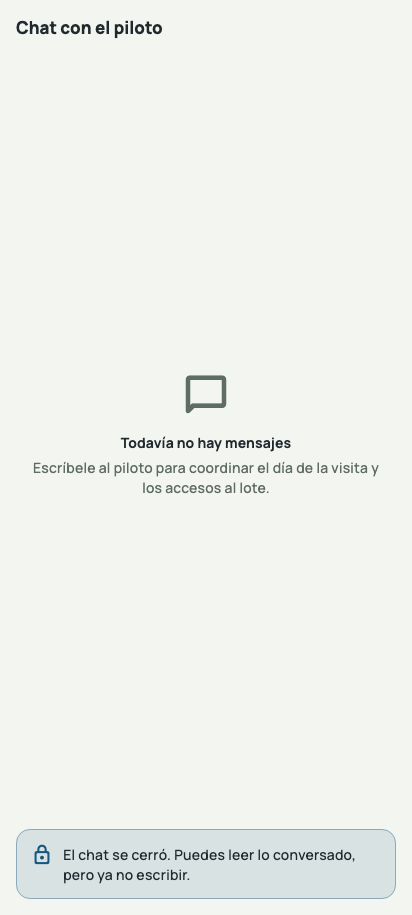 Chat con el piloto
Todavía no hay mensajes
Escríbele al piloto para coordinar el día de la visita y
los accesos al lote.
El chat se cerró. Puedes leer lo conversado,
pero ya no escribir.